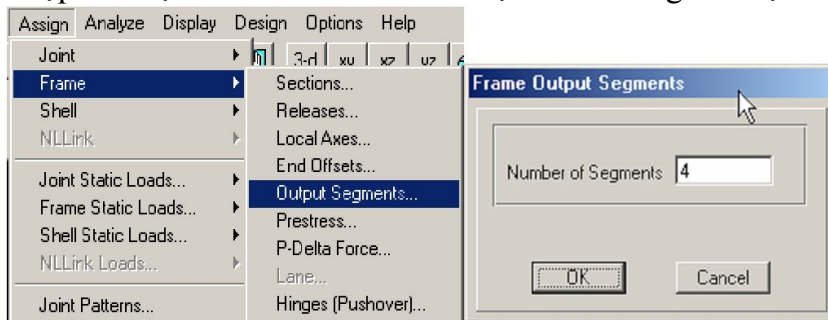 Assign Analyze Display Design Options Help
3-d xy xz yz
Joint
Frame
Shell
NLLink
Joint Static Loads...
Frame Static Loads...
Shell Static Loads...
NLLink Loads...
Joint Patterns...
Sections...
Releases...
Local Axes...
End Offsets...
Output Segments...
Prestress...
P-Delta Force...
Lane...
Hinges (Pushover)...
Frame Output Segments
Number of Segments 4
OK Cancel